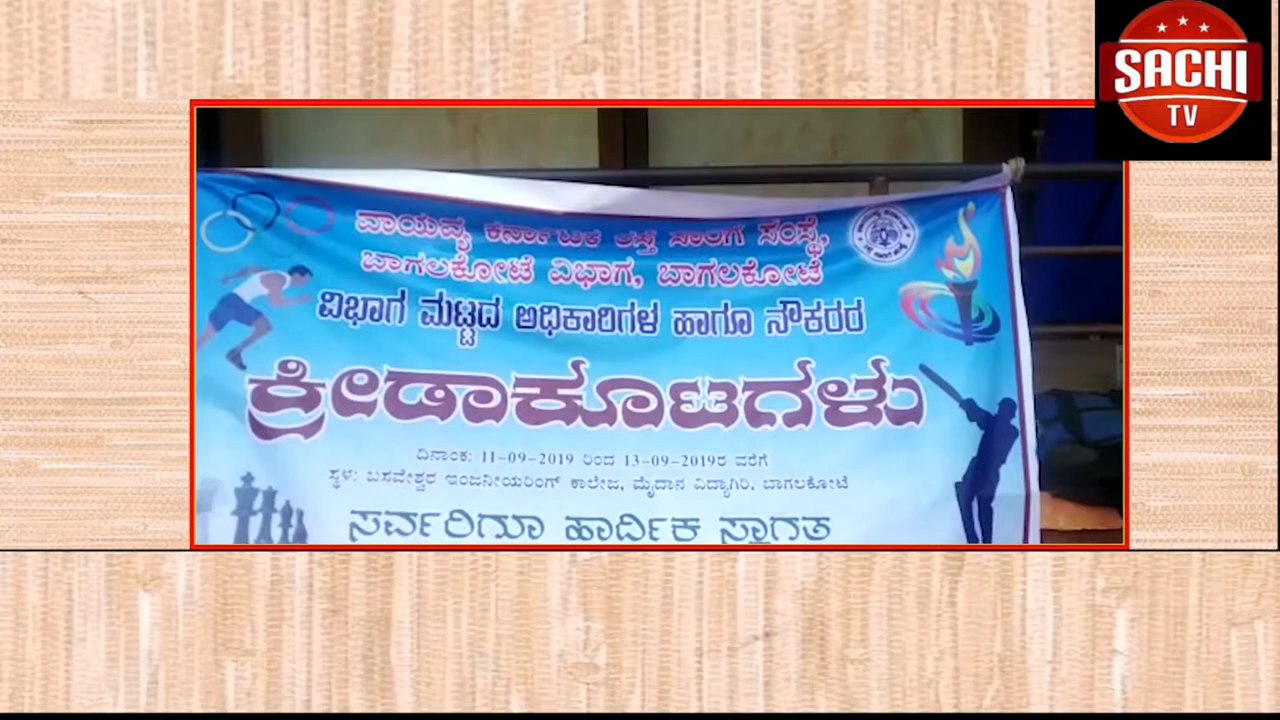 SACHI
TV
ವಾಯವ್ಯ ಕರ್ನಾಟಕ ರಸ್ತೆ ಸಾರಿಗೆ ಸಂಸ್ಥೆ,
ಬಾಗಲಕೋಟೆ ವಿಭಾಗ, ಬಾಗಲಕೋಟೆ
ವಿಭಾಗ ಮಟ್ಟದ ಅಧಿಕಾರಿಗಳ ಹಾಗೂ ನೌಕರರ
ಕ್ರೀಡಾಕೂಟಗಳು
ದಿನಾಂಕ: 11-09-2019 ರಿಂದ 13-09-2019ರ ವರೆಗೆ
ಸ್ಥಳ: ಬಸವೇಶ್ವರ ಇಂಜನೀಯರಿಂಗ್ ಕಾಲೇಜ, ಮೈದಾನ ವಿದ್ಯಾಗಿರಿ, ಬಾಗಲಕೋಟೆ
ಸರ್ವರಿಗೂ ಹಾರ್ದಿಕ ಸ್ವಾಗತ